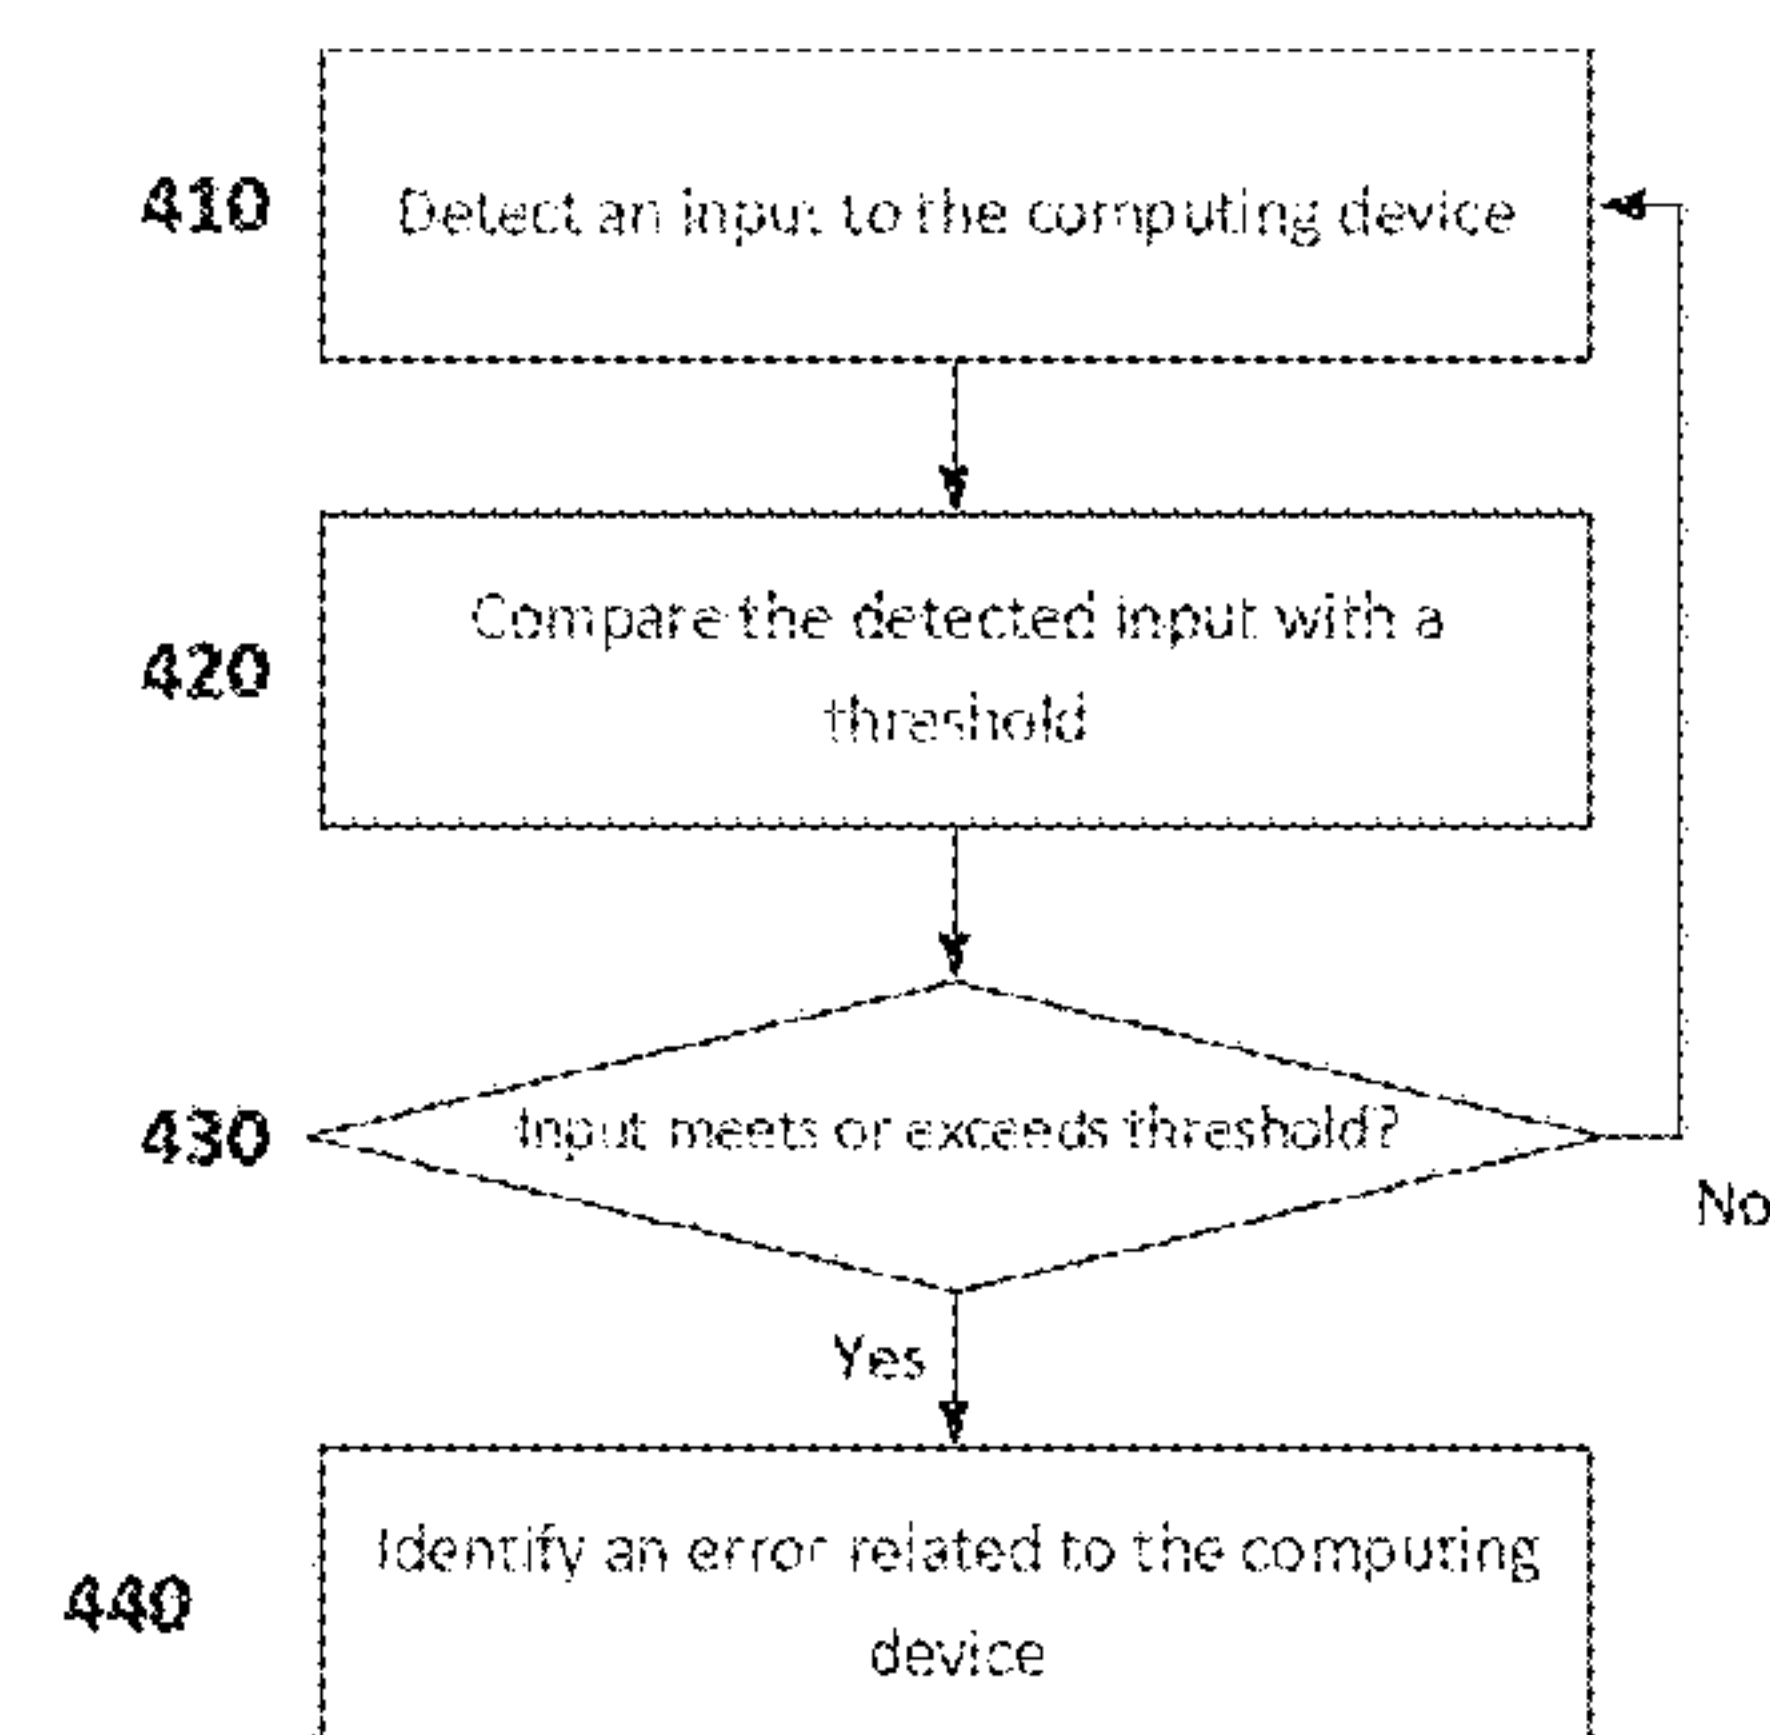 410
Detect an input to the computing device
420
Compare the detected input with a
threshold
430
Input meets or exceeds threshold?
No
Yes
440
Identify an error related to the computing
device